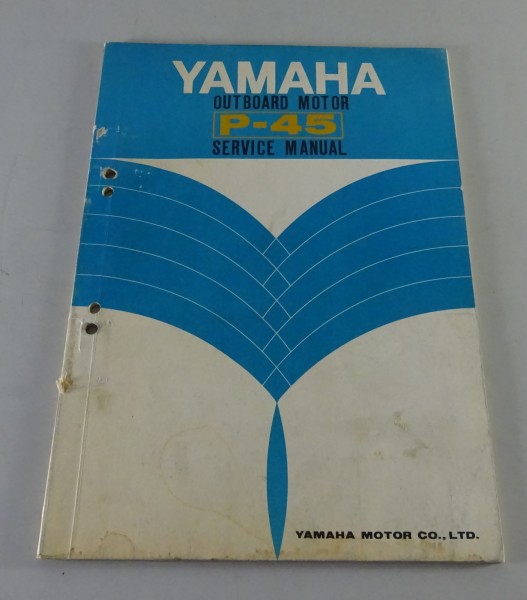 YAMAHA
OUTBOARD MOTOR
P-45
SERVICE MANUAL
YAMAHA MOTOR CO., LTD.